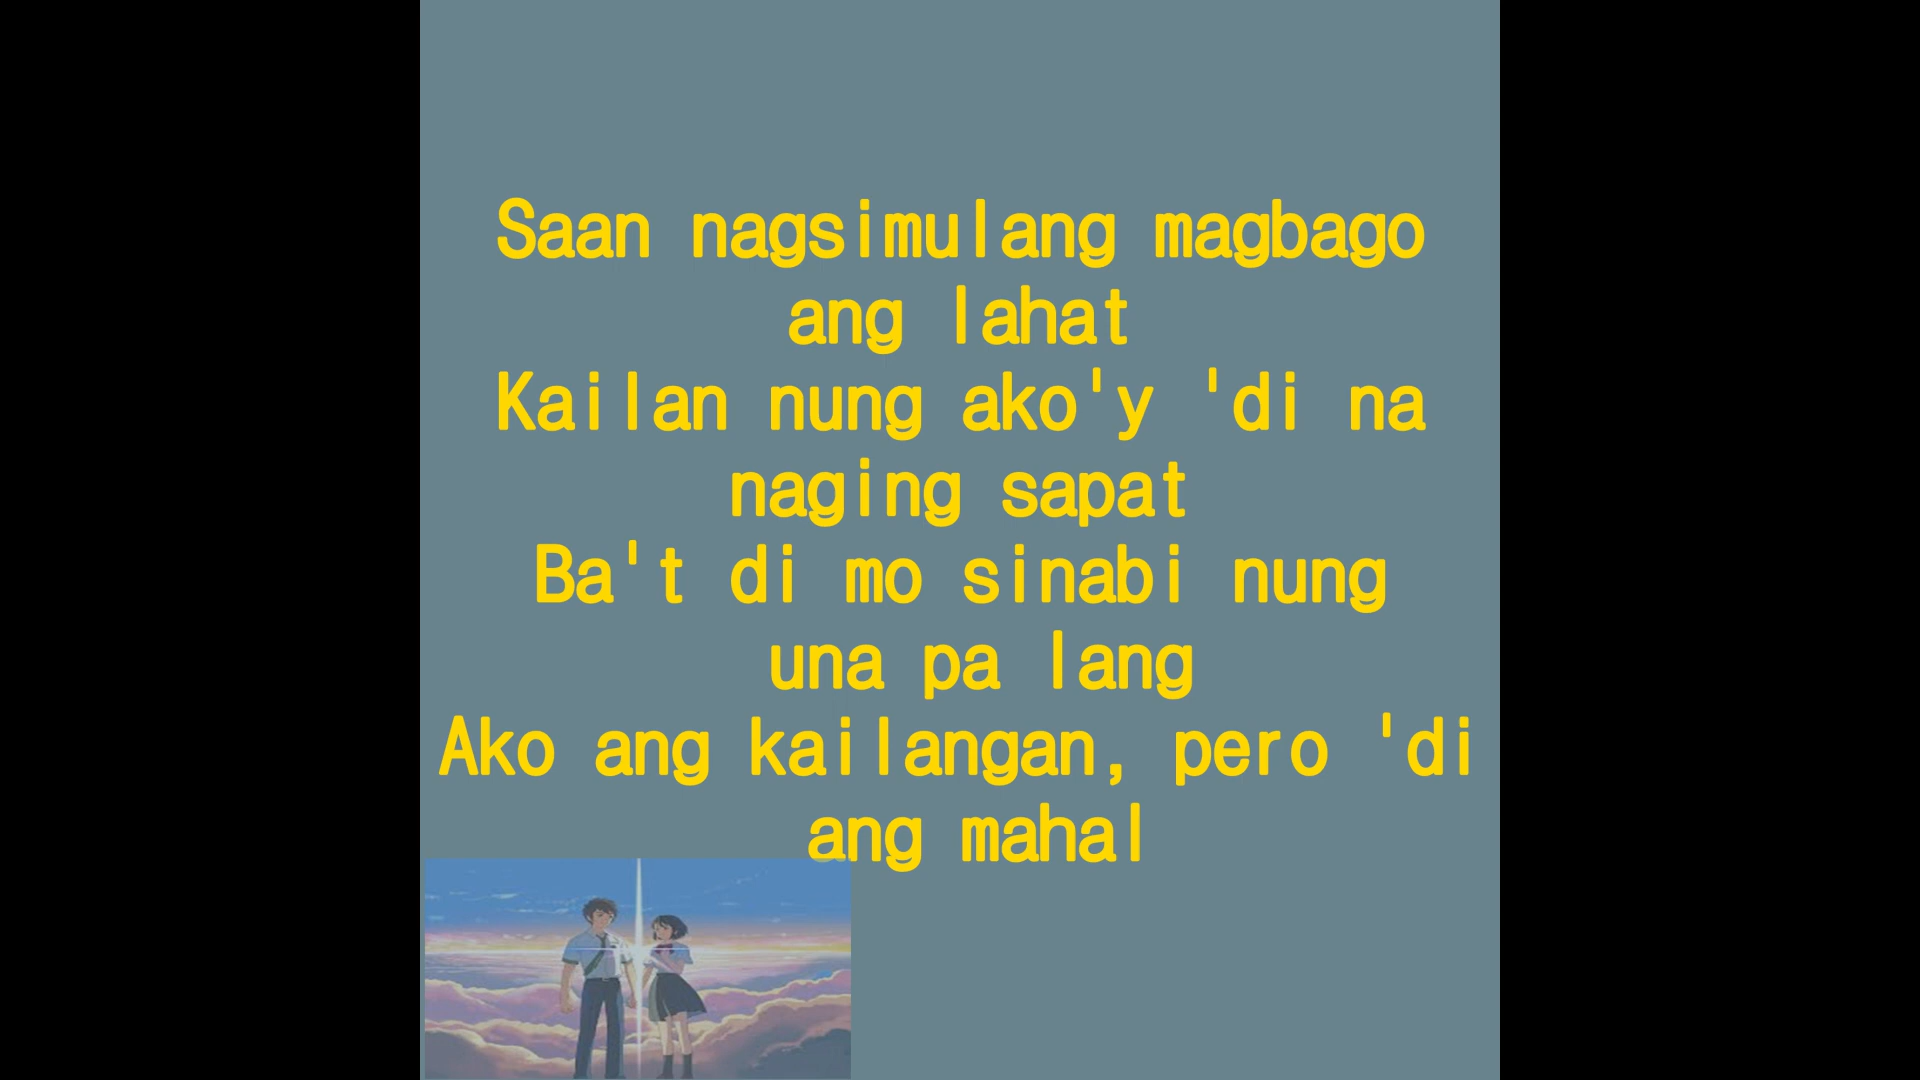 Saan nagsimulang magbago
ang lahat
Kailan nung ako'y 'di na
naging sapat
Ba't di mo sinabi nung
una pa lang
Ako ang kailangan, pero 'di
ang mahal